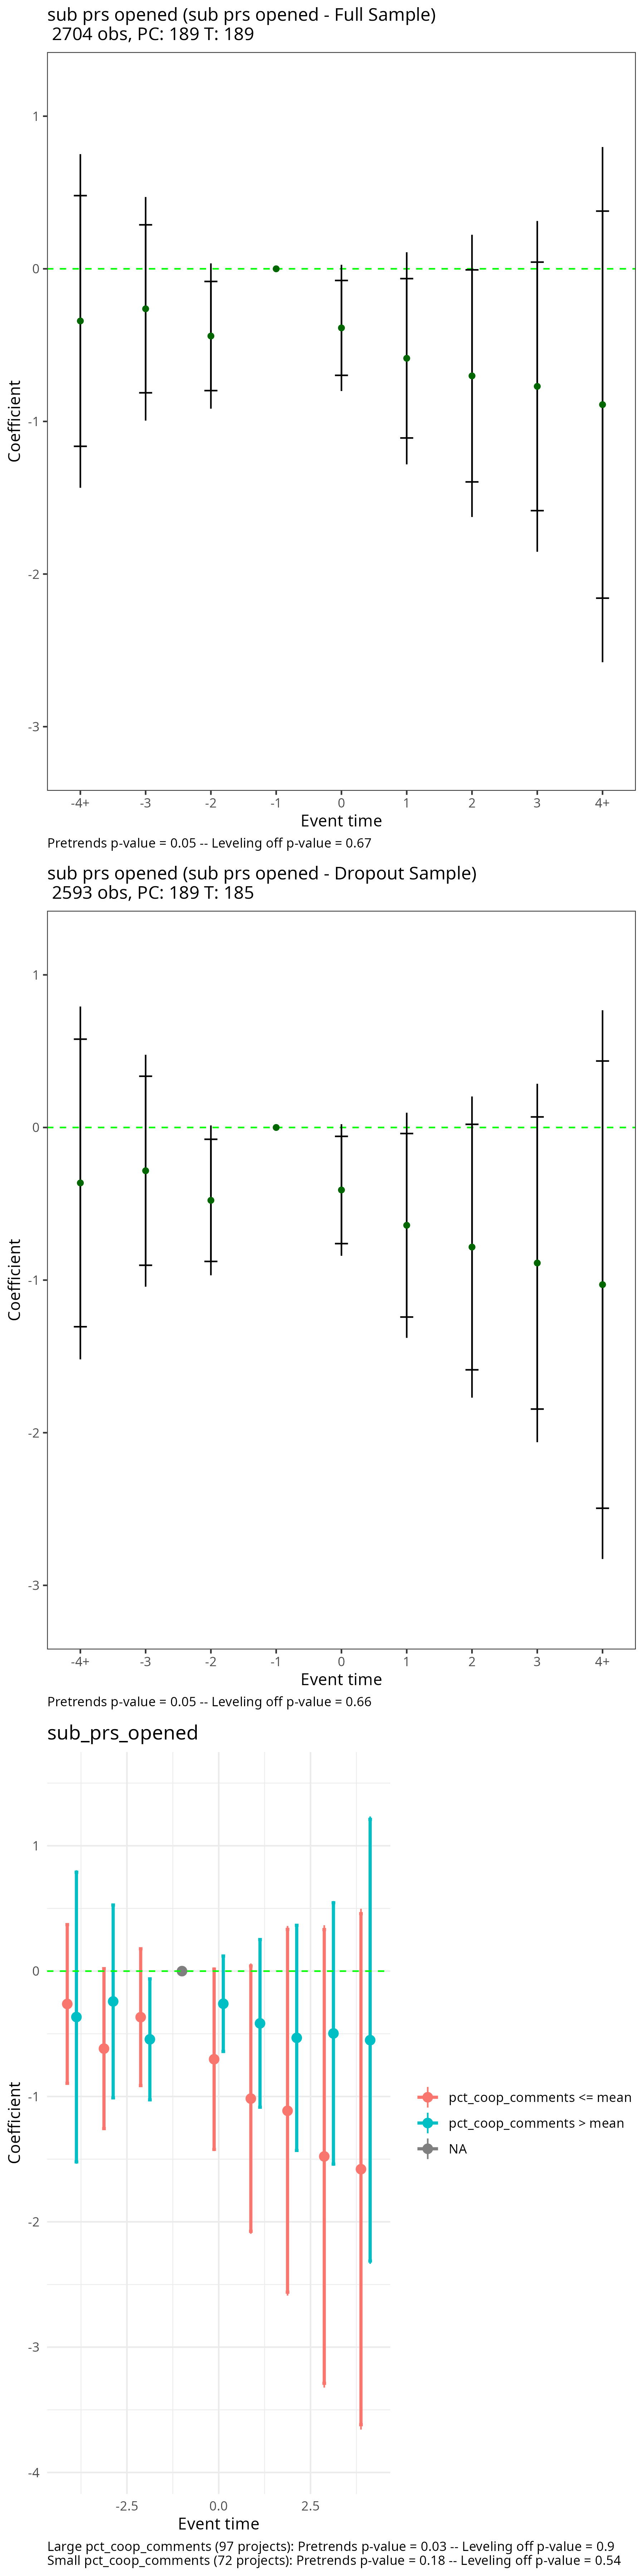 sub prs opened (sub prs opened - Full Sample)
2704 obs, PC: 189 T: 189
1
0
-1
-2
-3
Coefficient
-4+ -3 -2 -1 0 1 2 3 4+
Event time
Pretrends p-value = 0.05 -- Leveling off p-value = 0.67
sub prs opened (sub prs opened - Dropout Sample)
2593 obs, PC: 189 T: 185
1
0
-1
-2
-3
Coefficient
-4+ -3 -2 -1 0 1 2 3 4+
Event time
Pretrends p-value = 0.05 -- Leveling off p-value = 0.66
sub_prs_opened
1
0
-1
-2
-3
-4
Coefficient
-2.5 0.0 2.5
Event time
pct_coop_comments <= mean
pct_coop_comments > mean
NA
Large pct_coop_comments (97 projects): Pretrends p-value = 0.03 -- Leveling off p-value = 0.9
Small pct_coop_comments (72 projects): Pretrends p-value = 0.18 -- Leveling off p-value = 0.54